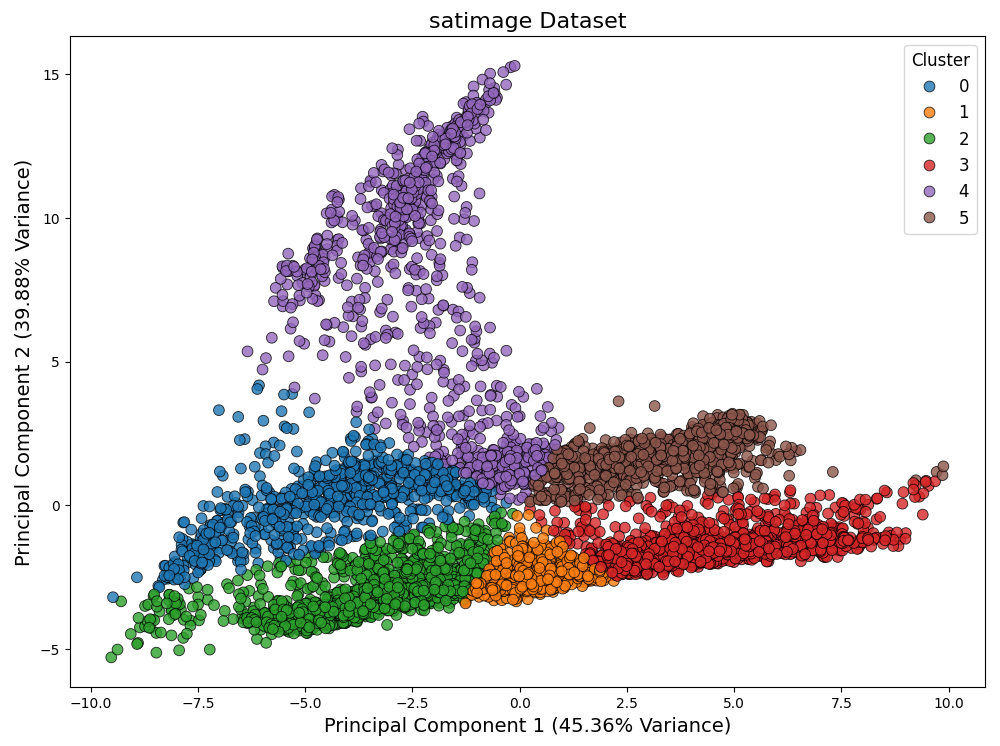 satimage Dataset
Cluster
0
1
2
3
4
5
15
10
5
0
−5
Principal Component 2 (39.88% Variance)
−10.0 −7.5 −5.0 −2.5 0.0 2.5 5.0 7.5 10.0
Principal Component 1 (45.36% Variance)